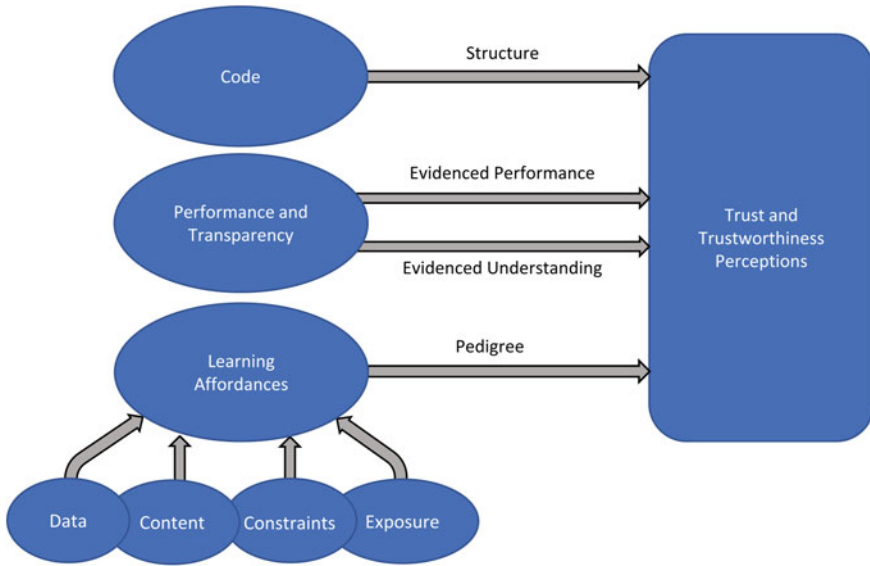 Code
Structure
Performance and
Transparency
Evidenced Performance
Evidenced Understanding
Trust and
Trustworthiness
Perceptions
Learning
Affordances
Pedigree
Data
Content
Constraints
Exposure